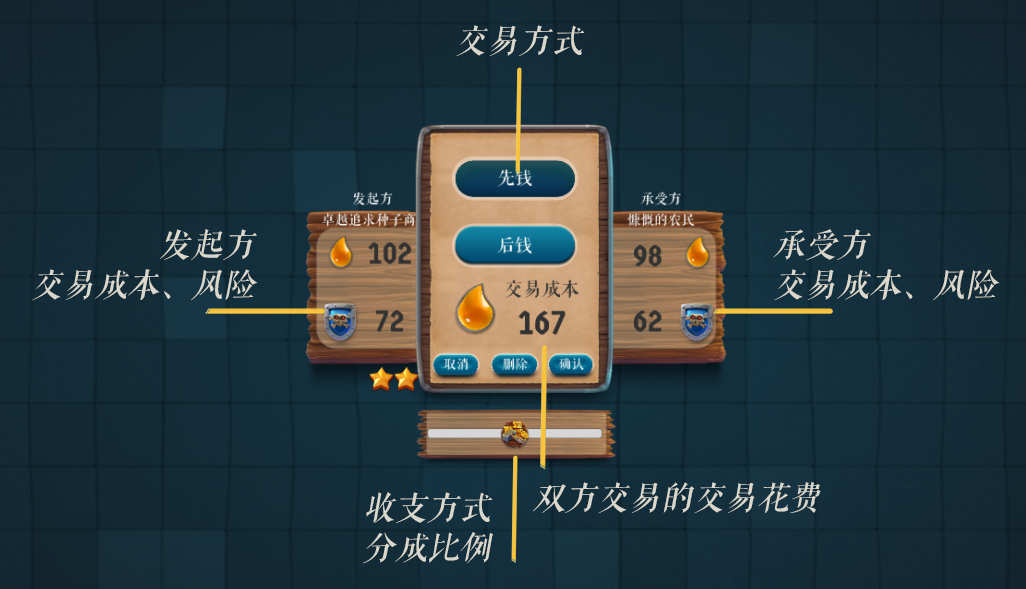 交易方式
先钱
发起方
卓越追求种子商
承受方
慷慨的农民
发起方
交易成本、风险
102
72
后钱
交易成本
167
98
62
承受方
交易成本、风险
取消
删除
确认
收支方式
分成比例
双方交易的交易花费